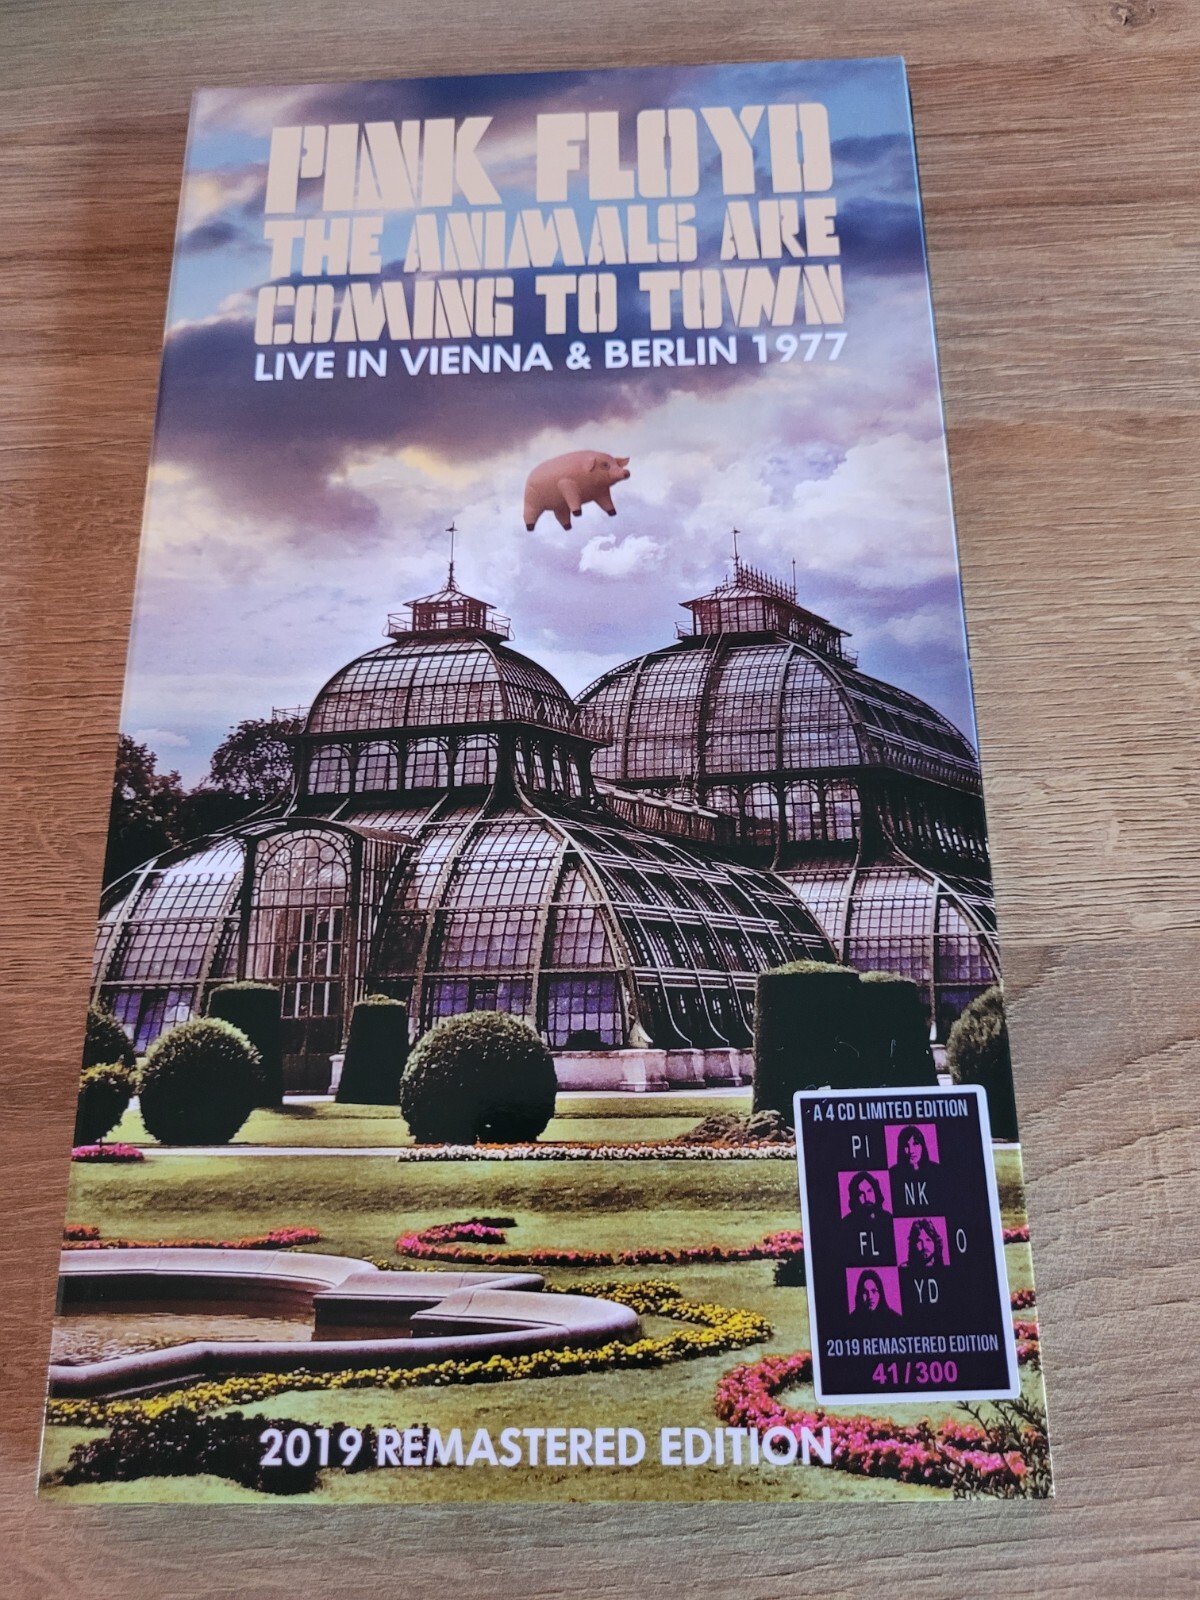 PINK FLOYD
THE ANIMALS ARE
COMING TO TOWN
LIVE IN VIENNA & BERLIN 1977
A 4 CD LIMITED EDITION
PI
NK
FL O
YD
2019 REMASTERED EDITION
41/300
2019 REMASTERED EDITION